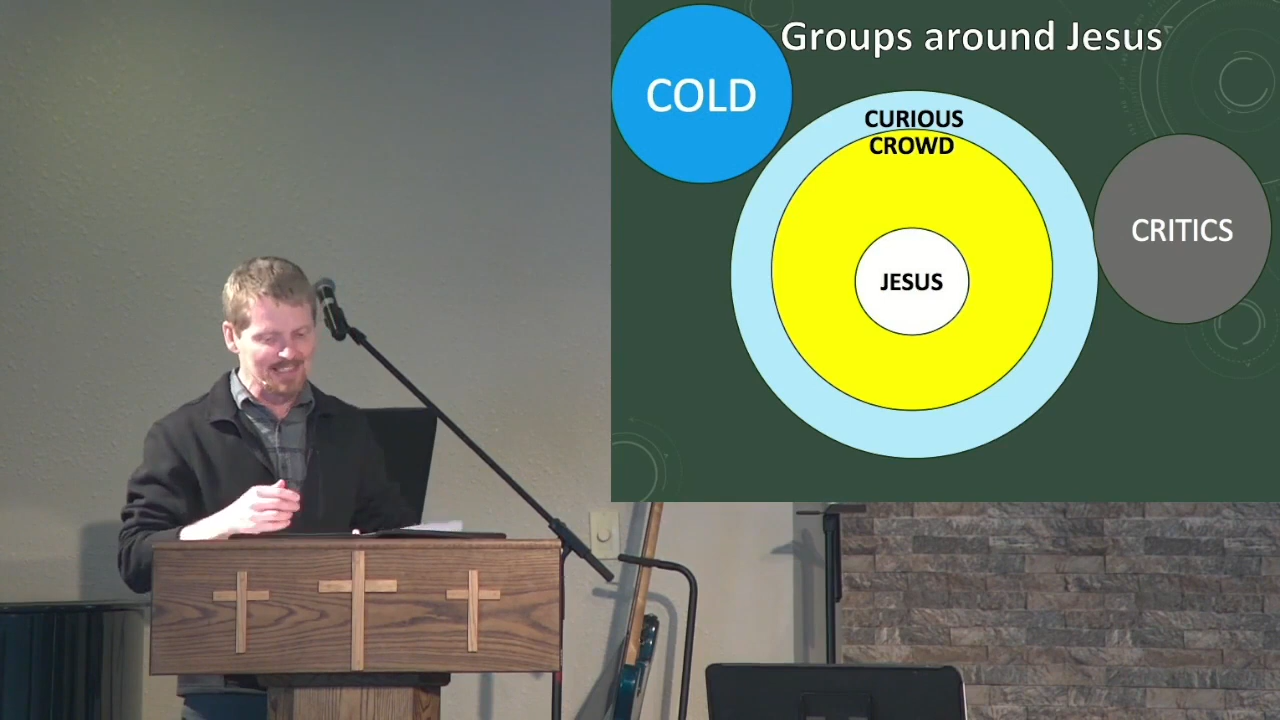 Groups around Jesus
COLD
CURIOUS
CROWD
CRITICS
JESUS